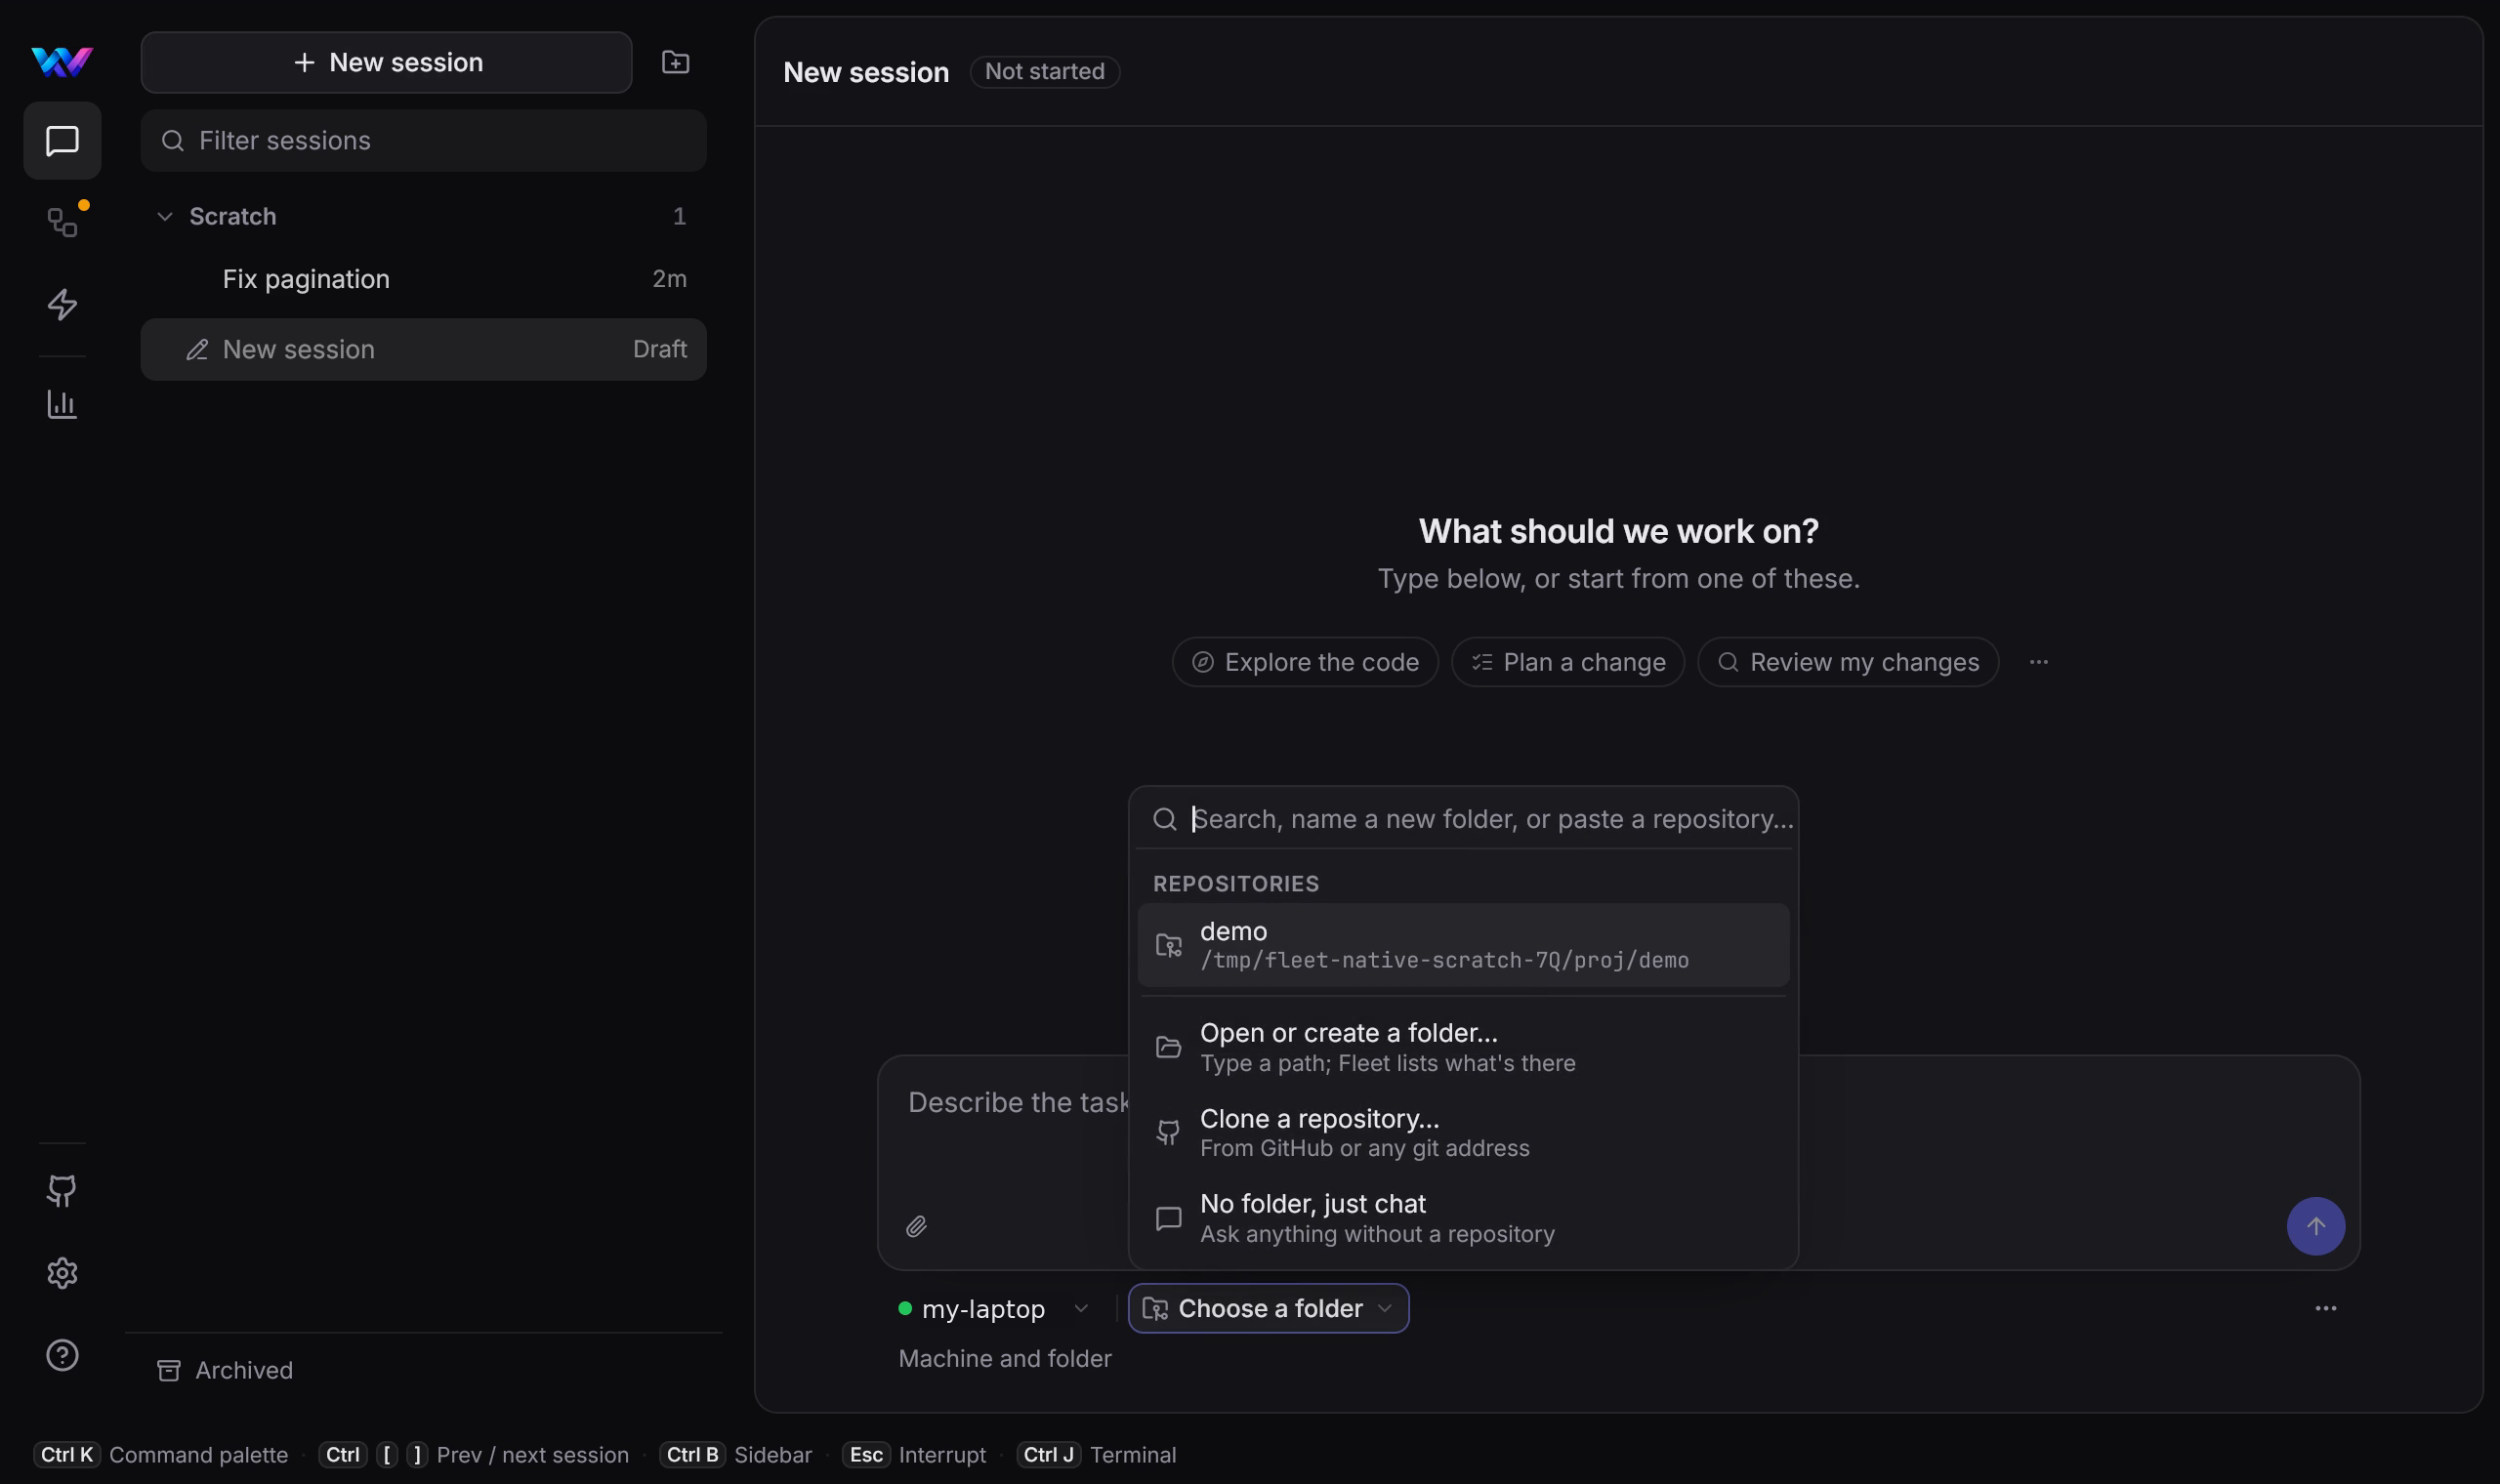 New session
Filter sessions
Scratch 1
Fix pagination 2m
New session Draft
Archived
New session Not started
What should we work on?
Type below, or start from one of these.
Explore the code Plan a change Review my changes
Search, name a new folder, or paste a repository...
REPOSITORIES
demo
/tmp/fleet-native-scratch-7Q/proj/demo
Open or create a folder...
Type a path; Fleet lists what's there
Clone a repository...
From GitHub or any git address
No folder, just chat
Ask anything without a repository
Describe the task
my-laptop Choose a folder
Machine and folder
Ctrl K Command palette · Ctrl [ ] Prev / next session · Ctrl B Sidebar · Esc Interrupt · Ctrl J Terminal